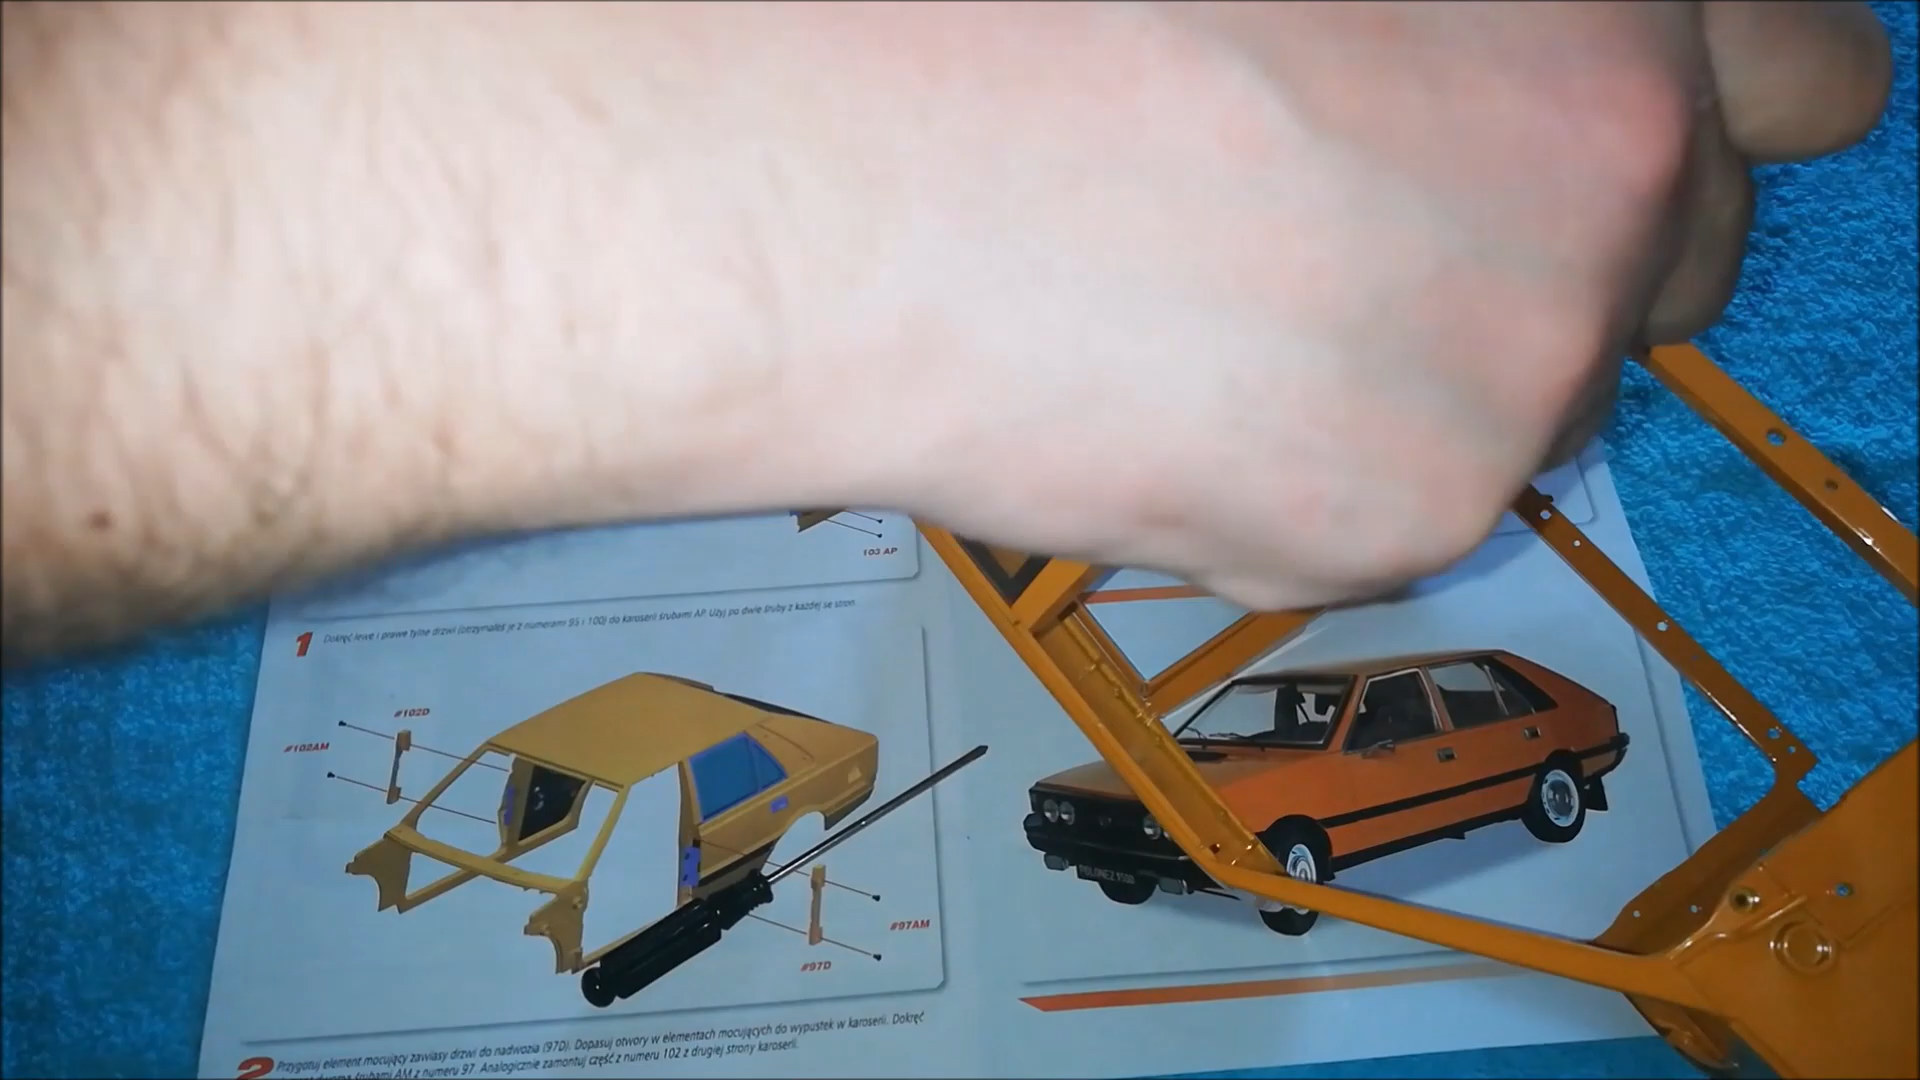 103 AP
1 Dokręć lewe i prawe tylne drzwi (otrzymałeś je z numerami 95 i 100) do karoserii śrubami AP. Użyj po dwie śruby z każdej ze stron.
#102D
#102AM
#97AM
#97D
POLONEZ 1500
2 Przygotuj element mocujący zawiasy drzwi do nadwozia (97D). Dopasuj otwory w elementach mocujących do wypustek w karoserii. Dokręć
śrubami AM z numeru 97. Analogicznie zamontuj część z numeru 102 z drugiej strony karoserii.